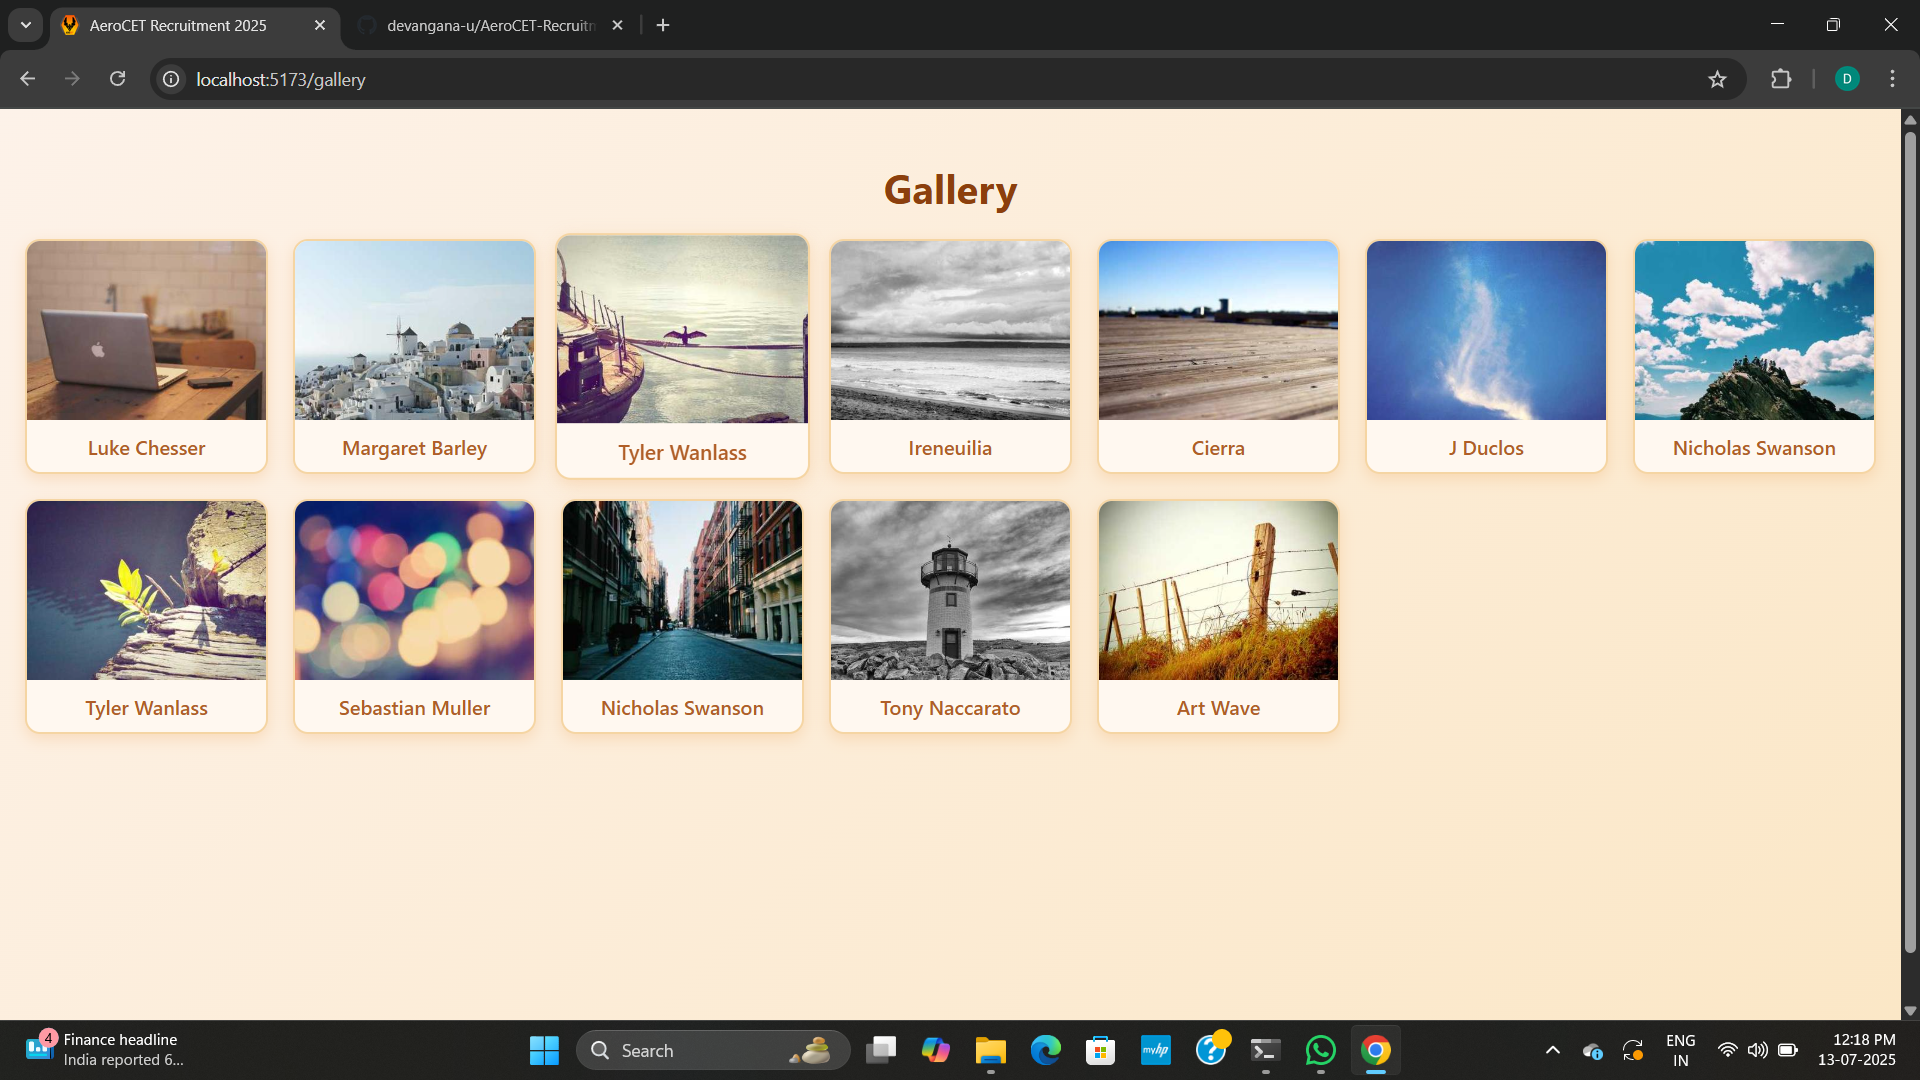 AeroCET Recruitment 2025
devangana-u/AeroCET-Recruitn
localhost:5173/gallery
D
Gallery
Luke Chesser
Margaret Barley
Tyler Wanlass
Ireneuilia
Cierra
J Duclos
Nicholas Swanson
Tyler Wanlass
Sebastian Muller
Nicholas Swanson
Tony Naccarato
Art Wave
4
Finance headline
India reported 6...
Search
myhp
ENG
IN
12:18 PM
13-07-2025